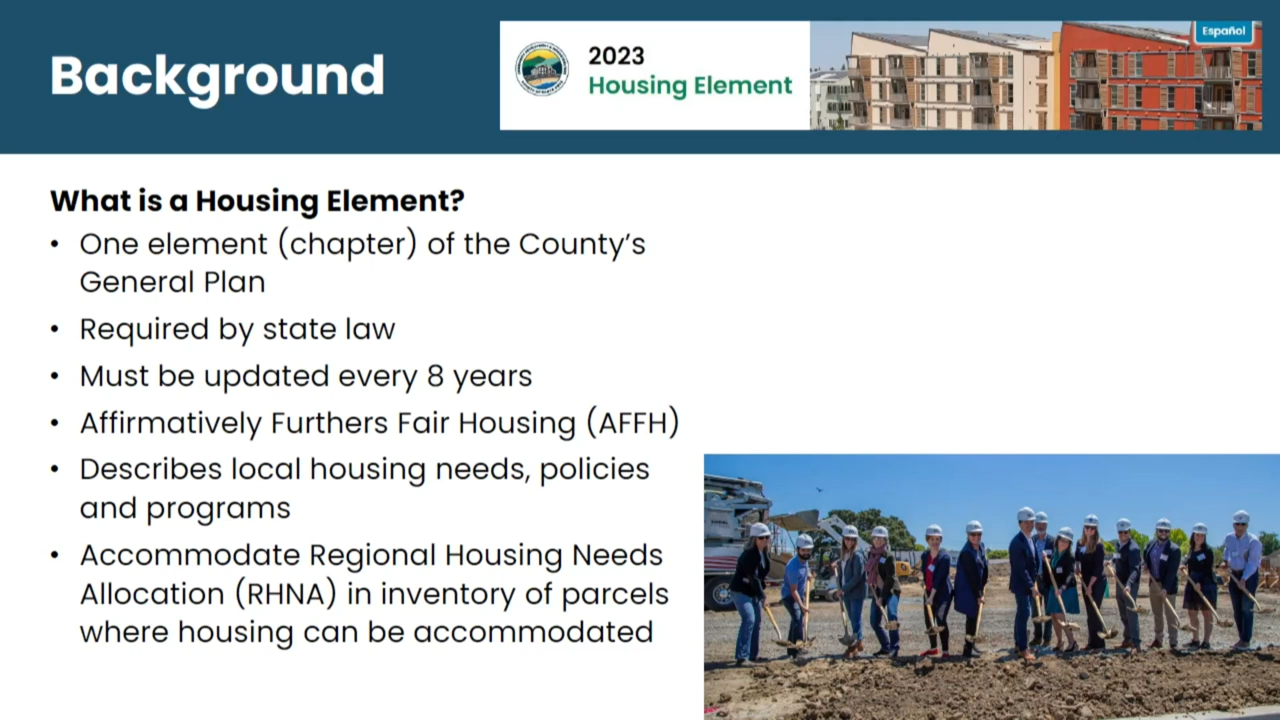 Background
2023
Housing Element
Español
What is a Housing Element?
• One element (chapter) of the County's
General Plan
• Required by state law
• Must be updated every 8 years
• Affirmatively Furthers Fair Housing (AFFH)
• Describes local housing needs, policies
and programs
• Accommodate Regional Housing Needs
Allocation (RHNA) in inventory of parcels
where housing can be accommodated